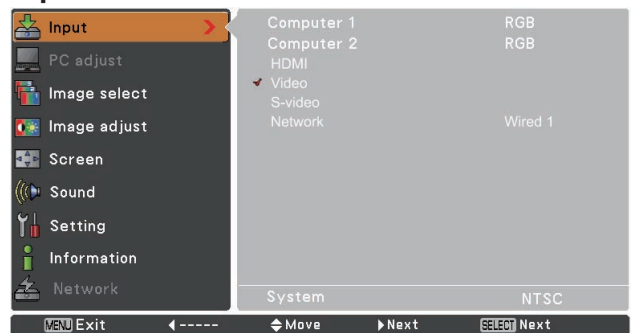 Input
PC adjust
Image select
Image adjust
Screen
Sound
Setting
Information
Network
Computer 1 RGB
Computer 2 RGB
HDMI
Video
S-video
Network Wired 1
System NTSC
MENU Exit ----- Move Next SELECT Next